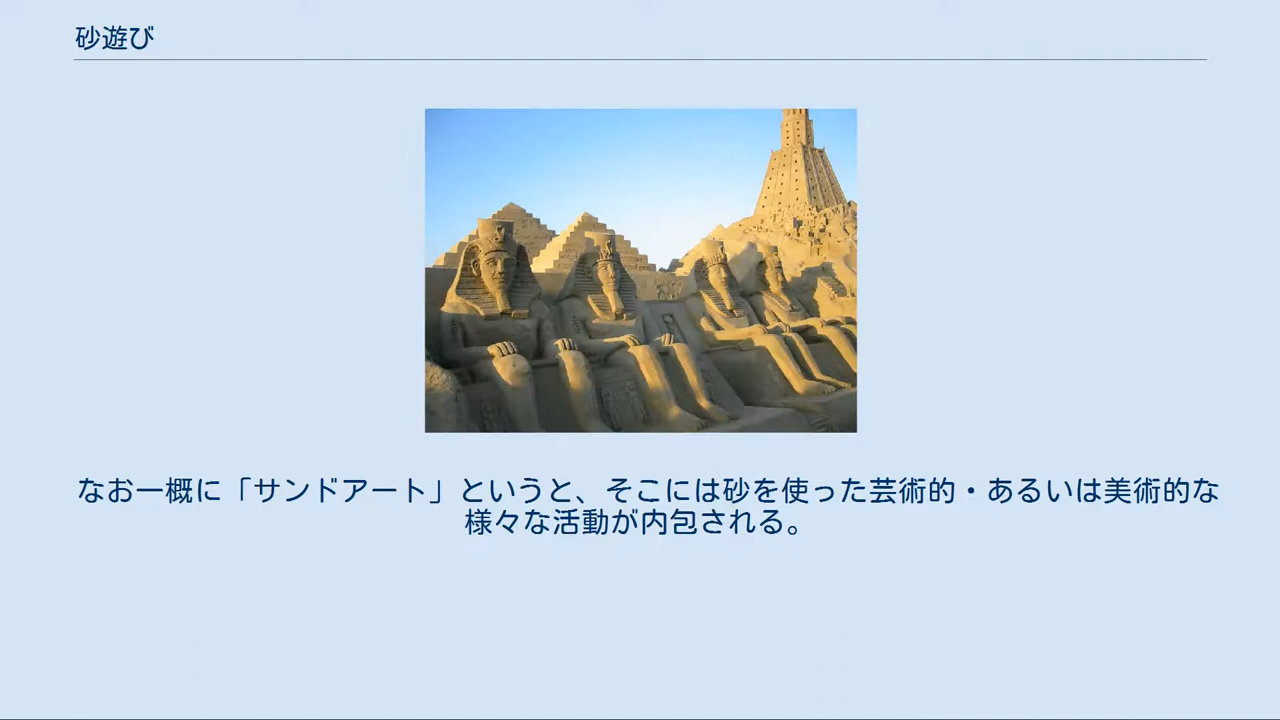 砂遊び
なお一概に「サンドアート」というと、そこには砂を使った芸術的・あるいは美術的な
様々な活動が内包される。